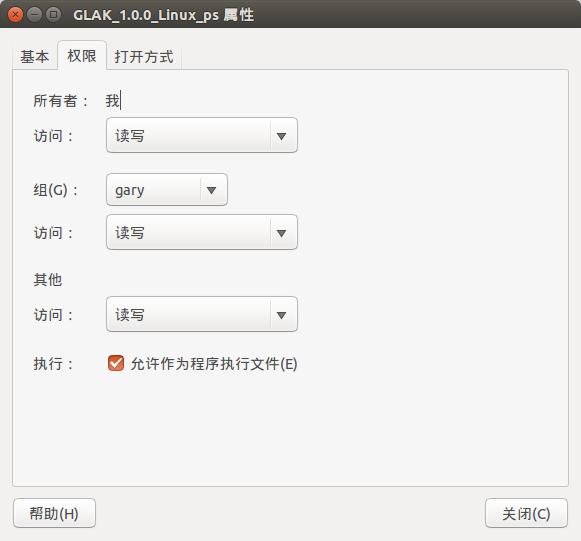 GLAK_1.0.0_Linux_ps 属性
基本 权限 打开方式
所有者： 我
访问： 读写
组(G)： gary
访问： 读写
其他
访问： 读写
执行： 允许作为程序执行文件(E)
帮助(H) 关闭(C)